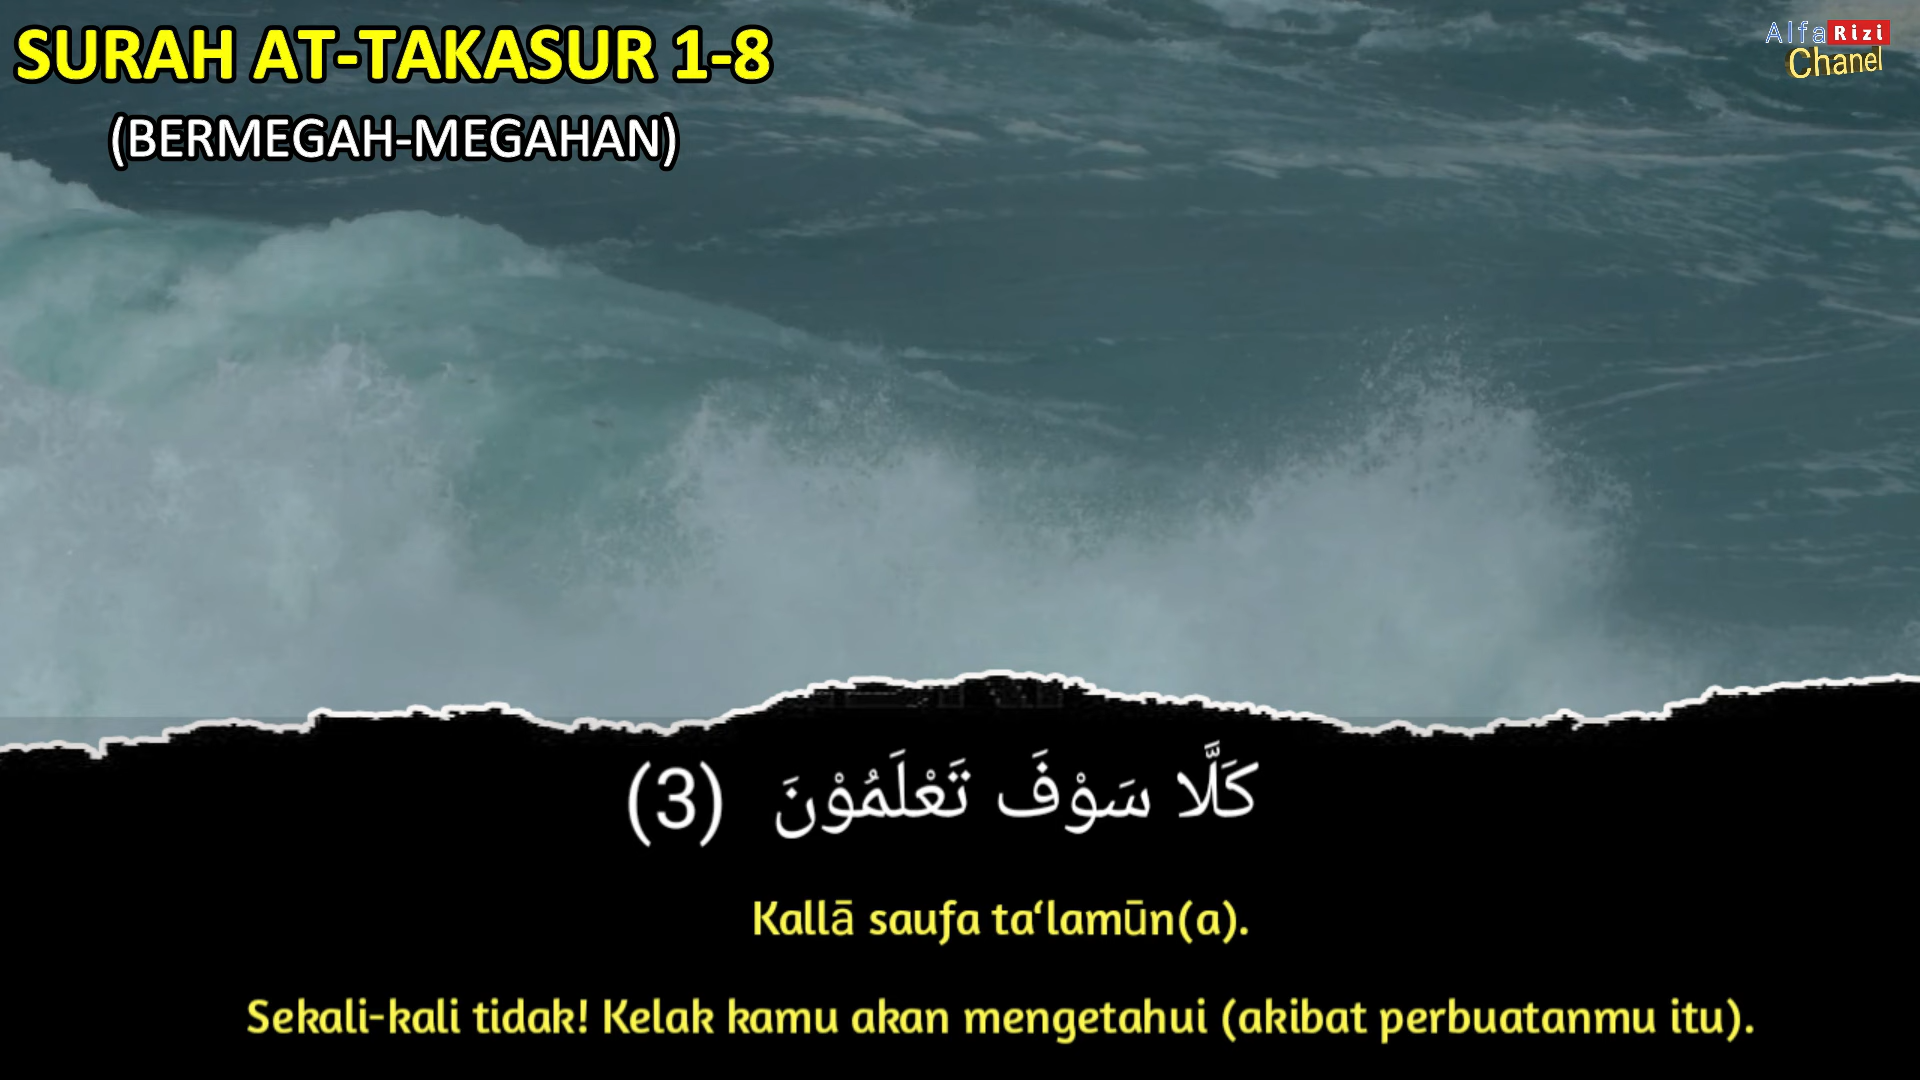 SURAH AT-TAKASUR 1-8
(BERMEGAH-MEGAHAN)
Alfa Rizi
Chanel
كَلَّا سَوْفَ تَعْلَمُوْنَ (3)
Kallā saufa ta‘lamūn(a).
Sekali-kali tidak! Kelak kamu akan mengetahui (akibat perbuatanmu itu).